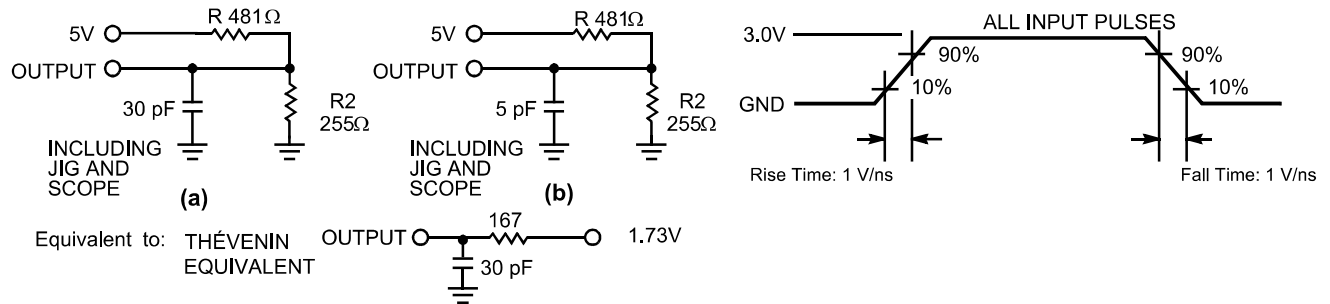 R 481Ω
5V
OUTPUT
30 pF
R2
255Ω
INCLUDING
JIG AND
SCOPE
(a)
R 481Ω
5V
OUTPUT
5 pF
R2
255Ω
INCLUDING
JIG AND
SCOPE
(b)
ALL INPUT PULSES
3.0V
90%
10%
GND
90%
10%
Rise Time: 1 V/ns
Fall Time: 1 V/ns
Equivalent to:
THÉVENIN
EQUIVALENT
OUTPUT
167
1.73V
30 pF